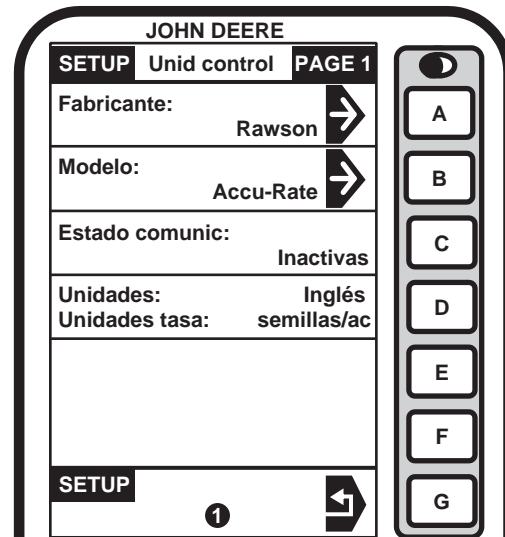 JOHN DEERE
SETUP Unid control PAGE 1
Fabricante:
Rawson
A
Modelo:
Accu-Rate
B
Estado comunic:
Inactivas
C
Unidades: Inglés
Unidades tasa: semillas/ac
D
E
F
SETUP
1
G